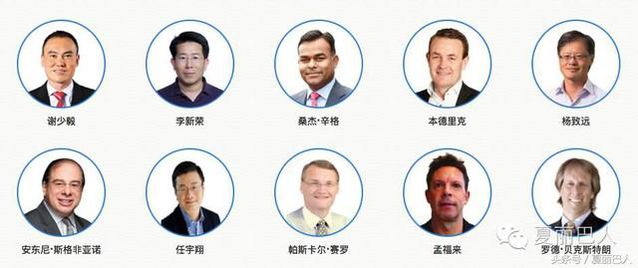 谢少毅
李新荣
桑杰·辛格
本德里克
杨致远
安东尼·斯格非亚诺
任宇翔
帕斯卡尔·赛罗
孟福来
罗德·贝克斯特朗
夏丽巴人
头条号／夏丽巴人